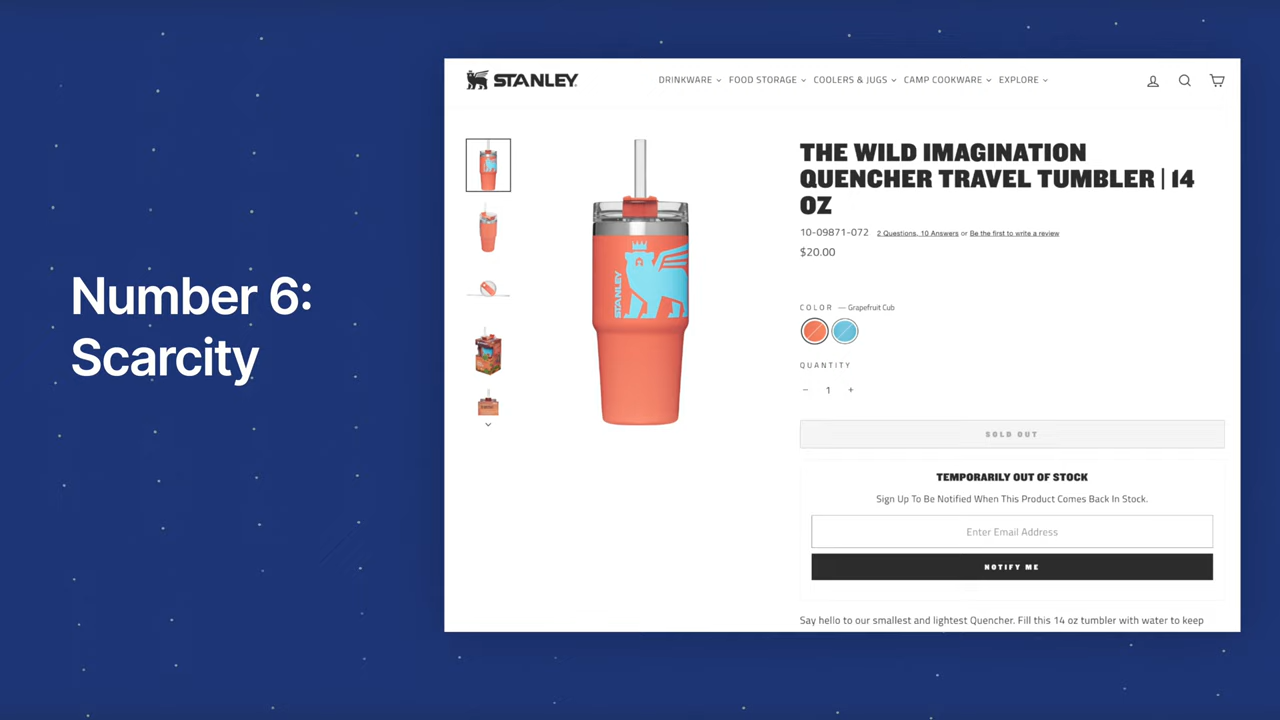 Number 6:
Scarcity
STANLEY
DRINKWARE FOOD STORAGE COOLERS & JUGS CAMP COOKWARE EXPLORE
THE WILD IMAGINATION
QUENCHER TRAVEL TUMBLER | 14
OZ
10-09871-072 2 Questions, 10 Answers or Be the first to write a review
$20.00
COLOR — Grapefruit Cub
QUANTITY
− 1 +
SOLD OUT
TEMPORARILY OUT OF STOCK
Sign Up To Be Notified When This Product Comes Back In Stock.
Enter Email Address
NOTIFY ME
Say hello to our smallest and lightest Quencher. Fill this 14 oz tumbler with water to keep
STANLEY